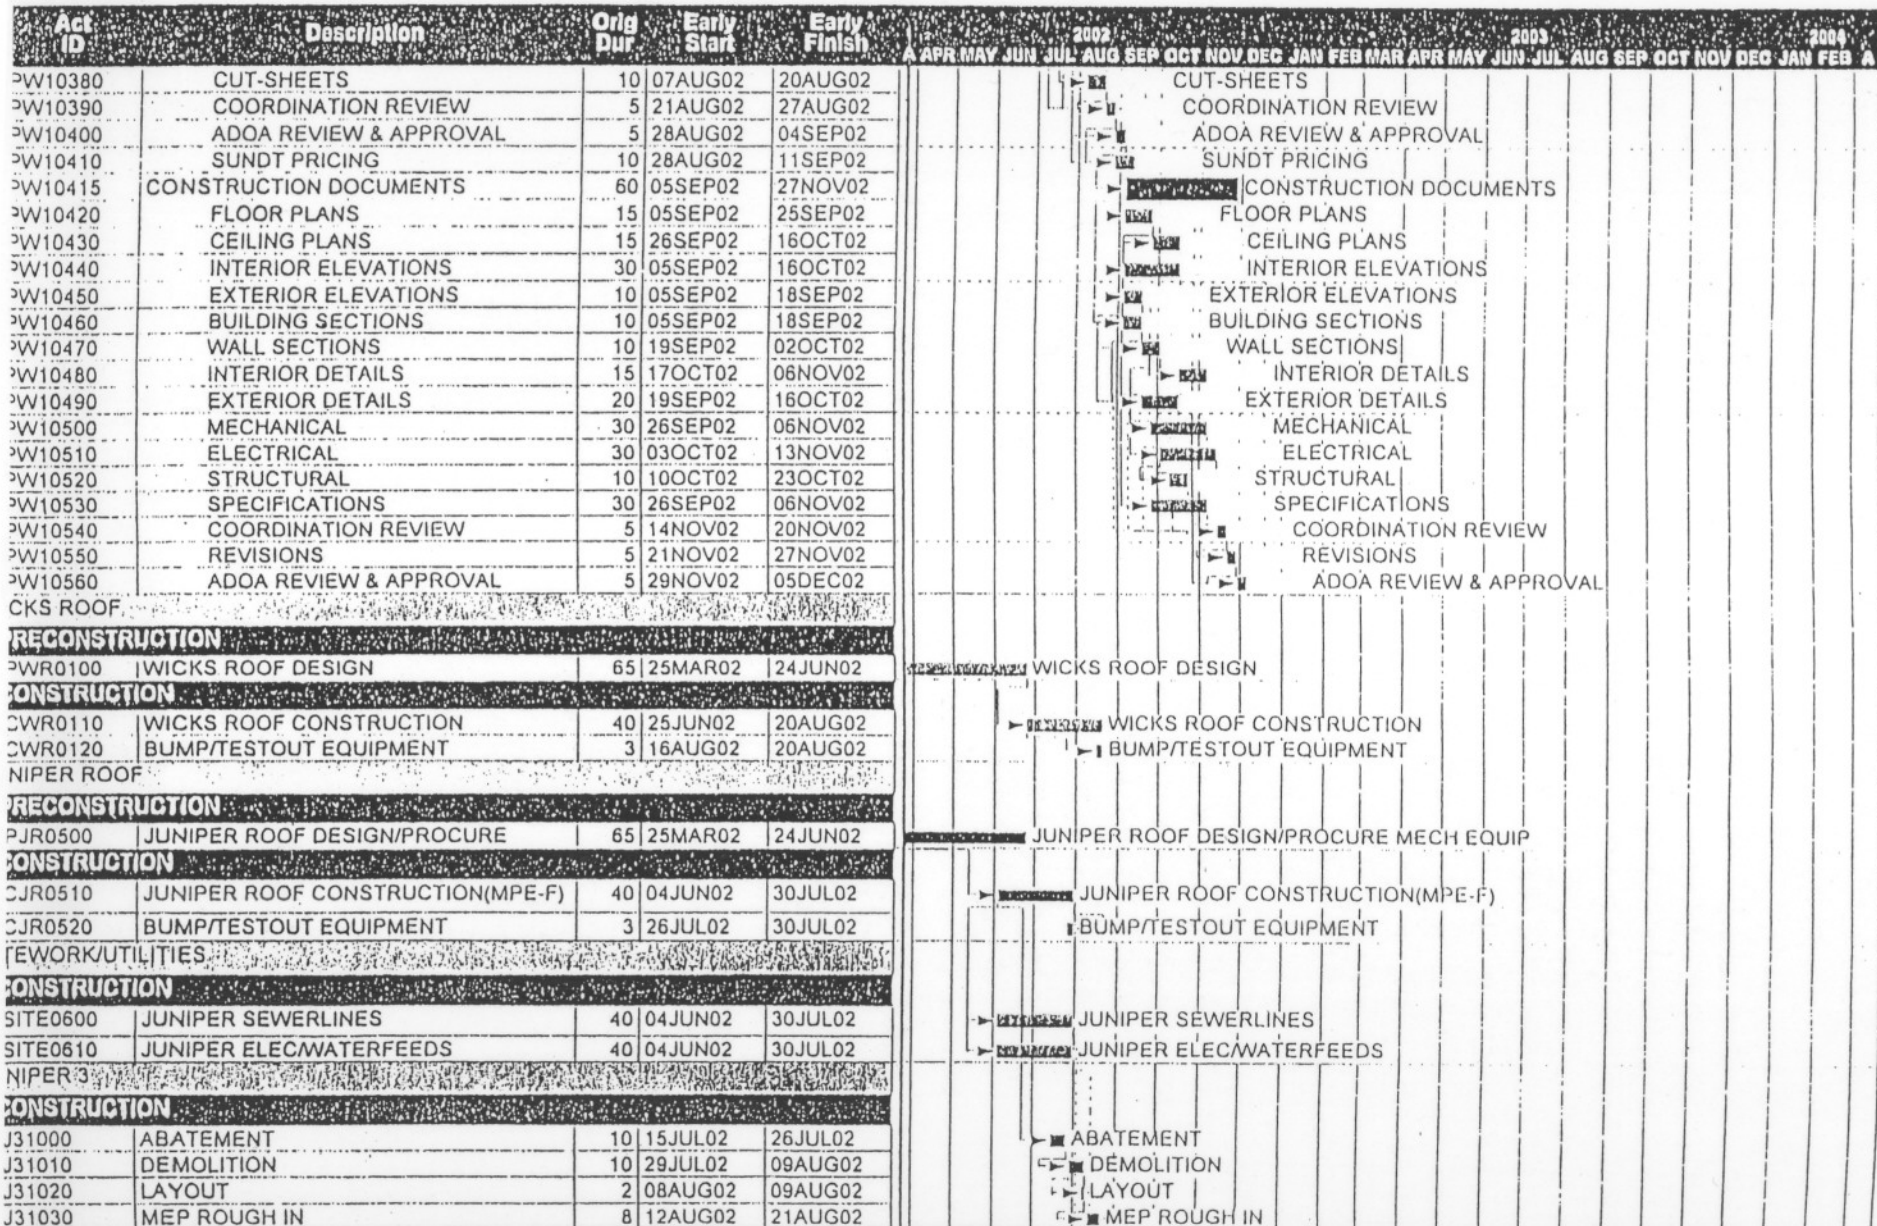 Act ID Description Orig Dur Early Start Early Finish 2002 2003 2004
A APR MAY JUN JUL AUG SEP OCT NOV DEC JAN FEB MAR APR MAY JUN JUL AUG SEP OCT NOV DEC JAN FEB A
PW10380 CUT-SHEETS 10 07AUG02 20AUG02 CUT-SHEETS
PW10390 COORDINATION REVIEW 5 21AUG02 27AUG02 COORDINATION REVIEW
PW10400 ADOA REVIEW & APPROVAL 5 28AUG02 04SEP02 ADOA REVIEW & APPROVAL
PW10410 SUNDT PRICING 10 28AUG02 11SEP02 SUNDT PRICING
PW10415 CONSTRUCTION DOCUMENTS 60 05SEP02 27NOV02 CONSTRUCTION DOCUMENTS
PW10420 FLOOR PLANS 15 05SEP02 25SEP02 FLOOR PLANS
PW10430 CEILING PLANS 15 26SEP02 16OCT02 CEILING PLANS
PW10440 INTERIOR ELEVATIONS 30 05SEP02 16OCT02 INTERIOR ELEVATIONS
PW10450 EXTERIOR ELEVATIONS 10 05SEP02 18SEP02 EXTERIOR ELEVATIONS
PW10460 BUILDING SECTIONS 10 05SEP02 18SEP02 BUILDING SECTIONS
PW10470 WALL SECTIONS 10 19SEP02 02OCT02 WALL SECTIONS
PW10480 INTERIOR DETAILS 15 17OCT02 06NOV02 INTERIOR DETAILS
PW10490 EXTERIOR DETAILS 20 19SEP02 16OCT02 EXTERIOR DETAILS
PW10500 MECHANICAL 30 26SEP02 06NOV02 MECHANICAL
PW10510 ELECTRICAL 30 03OCT02 13NOV02 ELECTRICAL
PW10520 STRUCTURAL 10 10OCT02 23OCT02 STRUCTURAL
PW10530 SPECIFICATIONS 30 26SEP02 06NOV02 SPECIFICATIONS
PW10540 COORDINATION REVIEW 5 14NOV02 20NOV02 COORDINATION REVIEW
PW10550 REVISIONS 5 21NOV02 27NOV02 REVISIONS
PW10560 ADOA REVIEW & APPROVAL 5 29NOV02 05DEC02 ADOA REVIEW & APPROVAL
CKS ROOF
PRECONSTRUCTION
PWR0100 WICKS ROOF DESIGN 65 25MAR02 24JUN02 WICKS ROOF DESIGN
CONSTRUCTION
CWR0110 WICKS ROOF CONSTRUCTION 40 25JUN02 20AUG02 WICKS ROOF CONSTRUCTION
CWR0120 BUMP/TESTOUT EQUIPMENT 3 16AUG02 20AUG02 BUMP/TESTOUT EQUIPMENT
NIPER ROOF
PRECONSTRUCTION
PJR0500 JUNIPER ROOF DESIGN/PROCURE 65 25MAR02 24JUN02 JUNIPER ROOF DESIGN/PROCURE MECH EQUIP
CONSTRUCTION
CJR0510 JUNIPER ROOF CONSTRUCTION(MPE-F) 40 04JUN02 30JUL02 JUNIPER ROOF CONSTRUCTION(MPE-F)
CJR0520 BUMP/TESTOUT EQUIPMENT 3 26JUL02 30JUL02 BUMP/TESTOUT EQUIPMENT
TEWORK/UTILITIES
CONSTRUCTION
SITE0600 JUNIPER SEWERLINES 40 04JUN02 30JUL02 JUNIPER SEWERLINES
SITE0610 JUNIPER ELEC/WATERFEEDS 40 04JUN02 30JUL02 JUNIPER ELEC/WATERFEEDS
NIPER 3
CONSTRUCTION
J31000 ABATEMENT 10 15JUL02 26JUL02 ABATEMENT
J31010 DEMOLITION 10 29JUL02 09AUG02 DEMOLITION
J31020 LAYOUT 2 08AUG02 09AUG02 LAYOUT
J31030 MEP ROUGH IN 8 12AUG02 21AUG02 MEP ROUGH IN